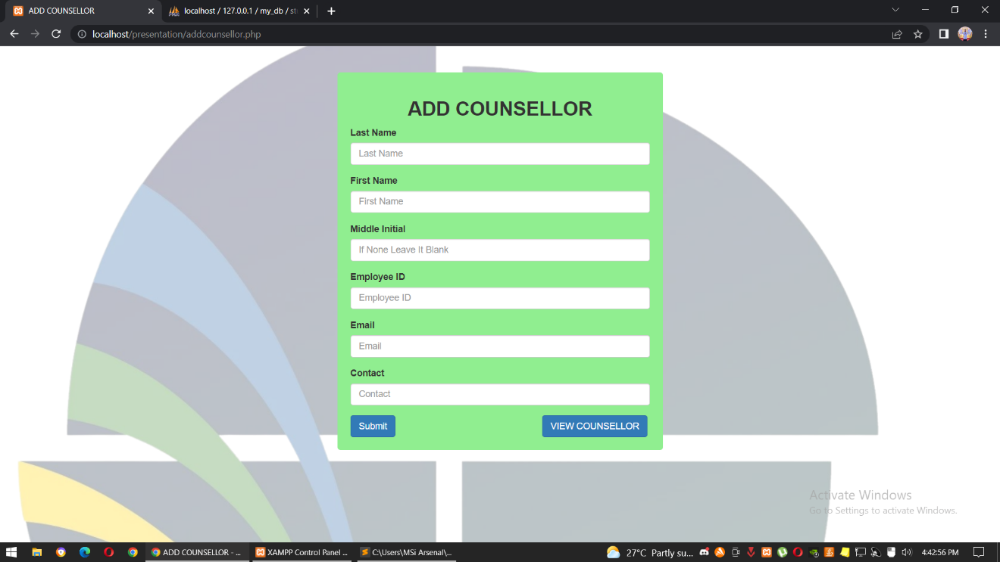 ADD COUNSELLOR
localhost / 127.0.0.1 / my_db / st
localhost/presentation/addcounsellor.php
ADD COUNSELLOR
Last Name
Last Name
First Name
First Name
Middle Initial
If None Leave It Blank
Employee ID
Employee ID
Email
Email
Contact
Contact
Submit
VIEW COUNSELLOR
Activate Windows
Go to Settings to activate Windows.
ADD COUNSELLOR - ...
XAMPP Control Panel ...
C:\Users\MSi Arsenal\...
27°C Partly su...
4:42:56 PM